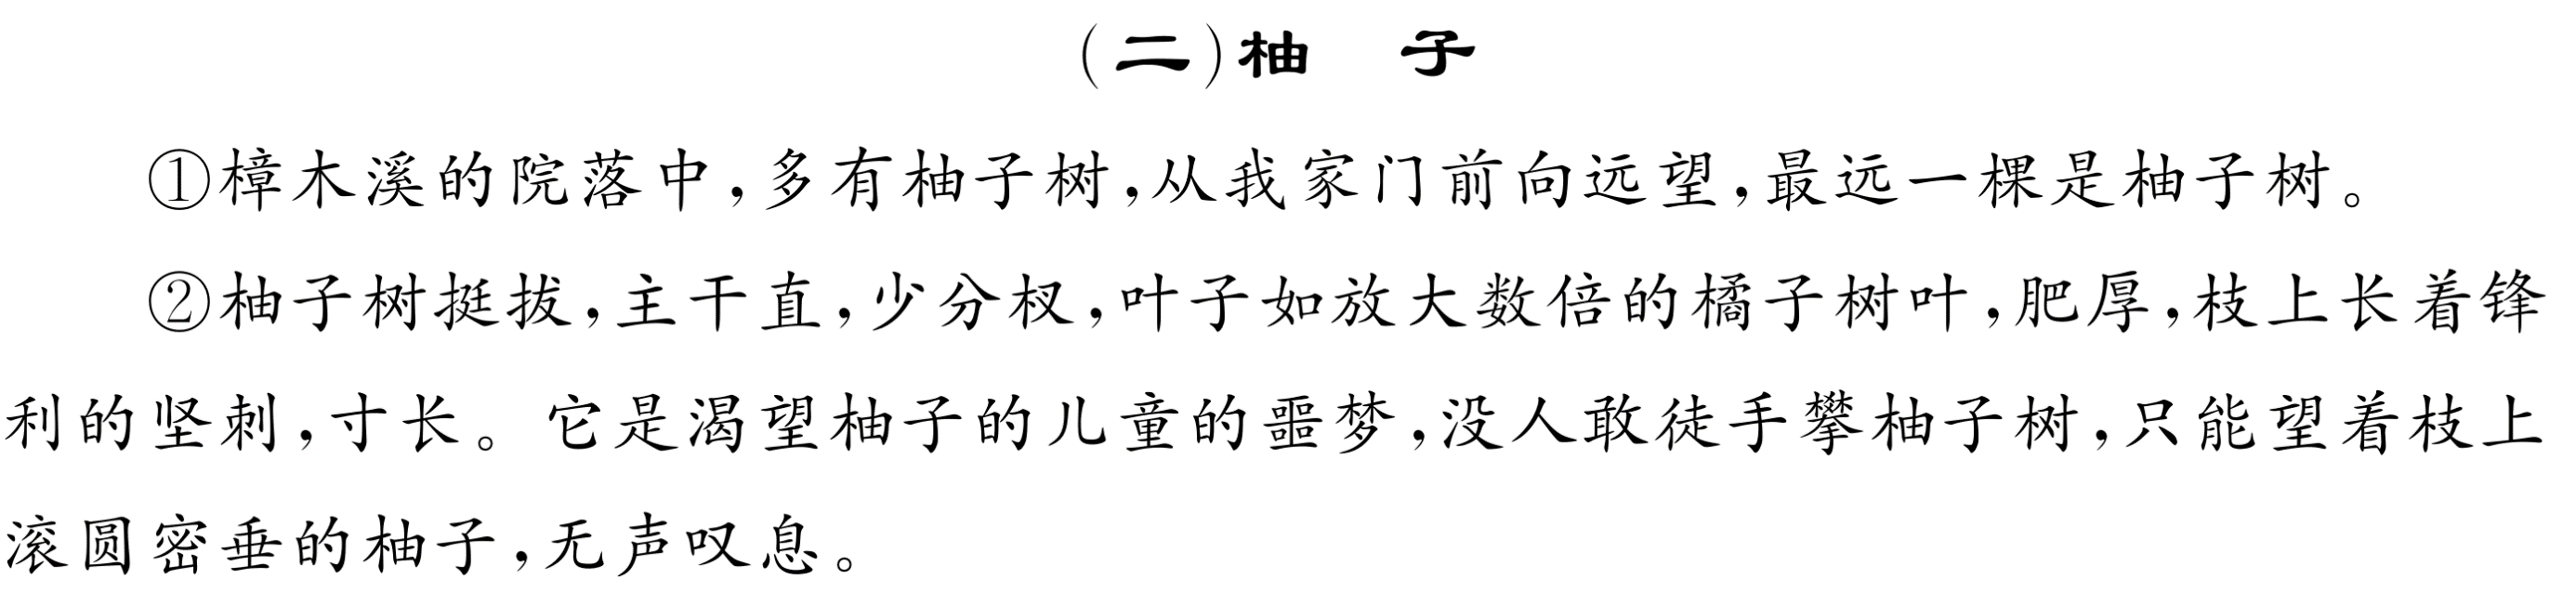 （二）柚　子
①樟木溪的院落中，多有柚子树，从我家门前向远望，最远一棵是柚子树。
②柚子树挺拔，主干直，少分杈，叶子如放大数倍的橘子树叶，肥厚，枝上长着锋
利的坚刺，寸长。它是渴望柚子的儿童的噩梦，没人敢徒手攀柚子树，只能望着枝上
滚圆密垂的柚子，无声叹息。